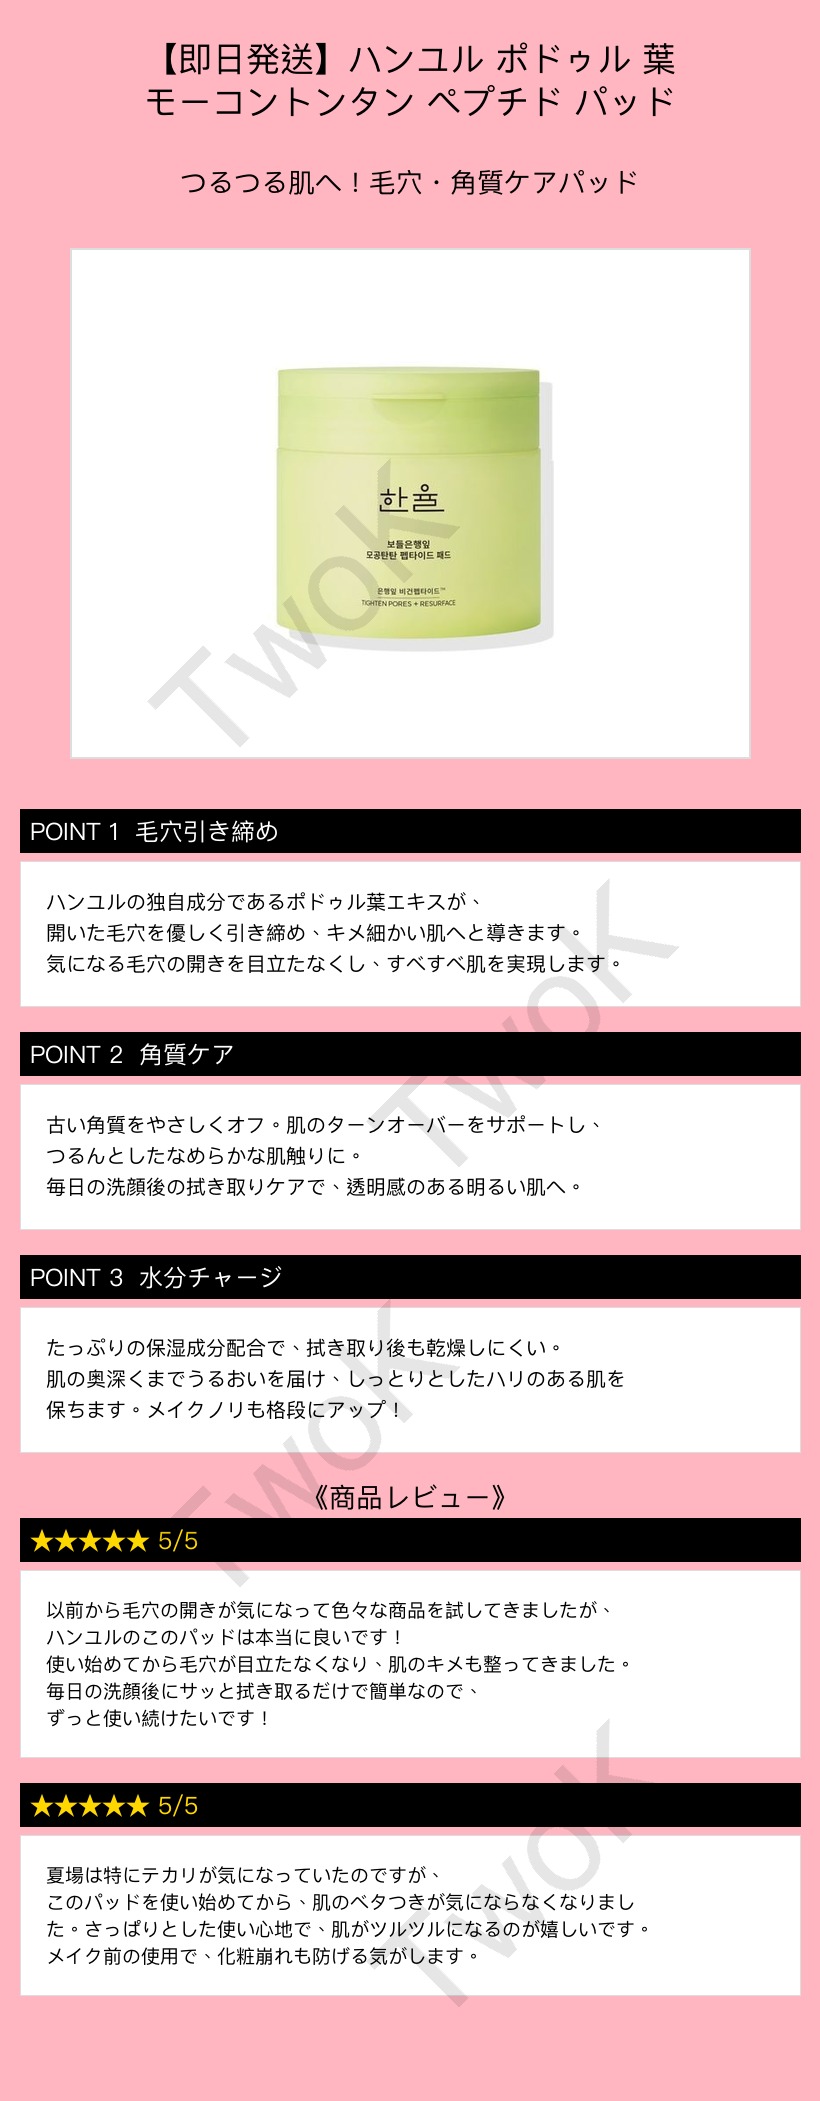 【即日発送】ハンユル ポドゥル 葉
モーコントンタン ペプチド パッド
つるつる肌へ！毛穴・角質ケアパッド
한율
보들은행잎
모공탄탄 펩타이드 패드
은행잎 비건펩타이드™
TIGHTEN PORES + RESURFACE
TwoK
POINT 1 毛穴引き締め
ハンユルの独自成分であるポドゥル葉エキスが、
開いた毛穴を優しく引き締め、キメ細かい肌へと導きます。
気になる毛穴の開きを目立たなくし、すべすべ肌を実現します。
TwoK
POINT 2 角質ケア
古い角質をやさしくオフ。肌のターンオーバーをサポートし、
つるんとしたなめらかな肌触りに。
毎日の洗顔後の拭き取りケアで、透明感のある明るい肌へ。
POINT 3 水分チャージ
たっぷりの保湿成分配合で、拭き取り後も乾燥しにくい。
肌の奥深くまでうるおいを届け、しっとりとしたハリのある肌を
保ちます。メイクノリも格段にアップ！
TwoK
《商品レビュー》
★★★★★ 5/5
以前から毛穴の開きが気になって色々な商品を試してきましたが、
ハンユルのこのパッドは本当に良いです！
使い始めてから毛穴が目立たなくなり、肌のキメも整ってきました。
毎日の洗顔後にサッと拭き取るだけで簡単なので、
ずっと使い続けたいです！
★★★★★ 5/5
夏場は特にテカリが気になっていたのですが、
このパッドを使い始めてから、肌のベタつきが気にならなくなりまし
た。さっぱりとした使い心地で、肌がツルツルになるのが嬉しいです。
メイク前の使用で、化粧崩れも防げる気がします。
TwoK